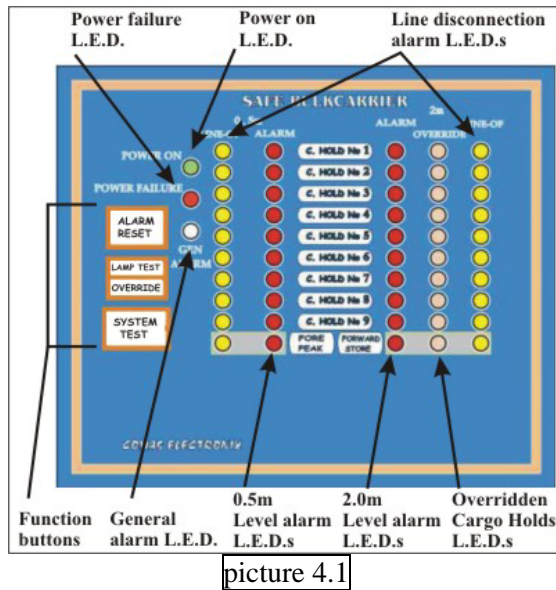 Power failure
L.E.D.
Power on
L.E.D.
Line disconnection
alarm L.E.D.s
SAFE BULKCARRIER
2m
ALARM
ALARM
OVERRIDE
POWER ON
POWER FAILURE
GEN
ALARM
ALARM
RESET
LAMP TEST
OVERRIDE
SYSTEM
TEST
C. HOLD No 1
C. HOLD No 2
C. HOLD No 3
C. HOLD No 4
C. HOLD No 5
C. HOLD No 6
C. HOLD No 7
C. HOLD No 8
C. HOLD No 9
FORE
PEAK
FORWARD
STORE
ELECTRONIX
Function
buttons
General
alarm L.E.D.
0.5m
Level alarm
L.E.D.s
2.0m
Level alarm
L.E.D.s
Overridden
Cargo Holds
L.E.D.s
picture 4.1